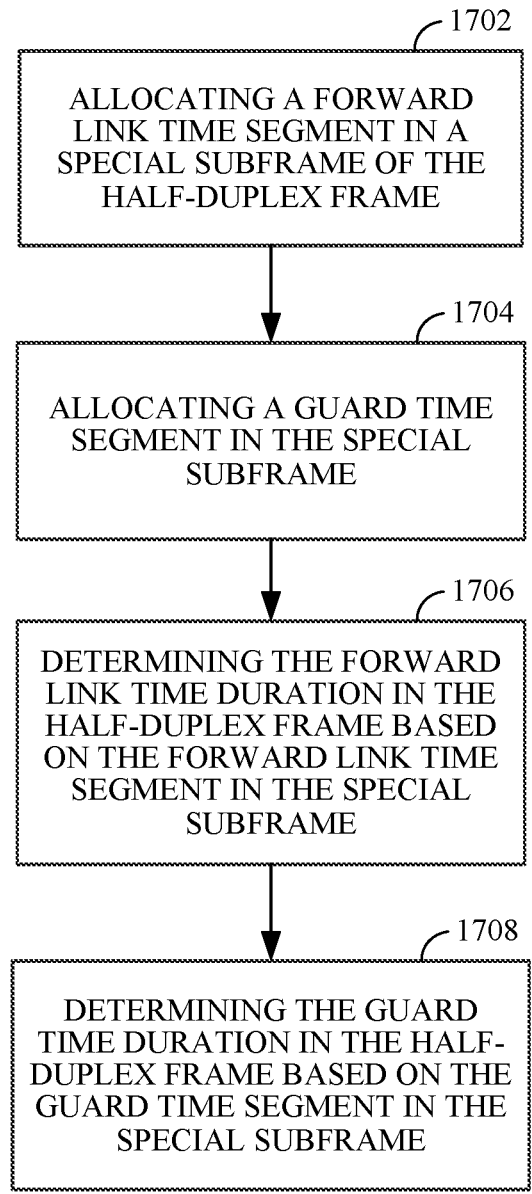 1702
ALLOCATING A FORWARD
LINK TIME SEGMENT IN A
SPECIAL SUBFRAME OF THE
HALF-DUPLEX FRAME
1704
ALLOCATING A GUARD TIME
SEGMENT IN THE SPECIAL
SUBFRAME
1706
DETERMINING THE FORWARD
LINK TIME DURATION IN THE
HALF-DUPLEX FRAME BASED
ON THE FORWARD LINK TIME
SEGMENT IN THE SPECIAL
SUBFRAME
1708
DETERMINING THE GUARD
TIME DURATION IN THE HALF-
DUPLEX FRAME BASED ON THE
GUARD TIME SEGMENT IN THE
SPECIAL SUBFRAME